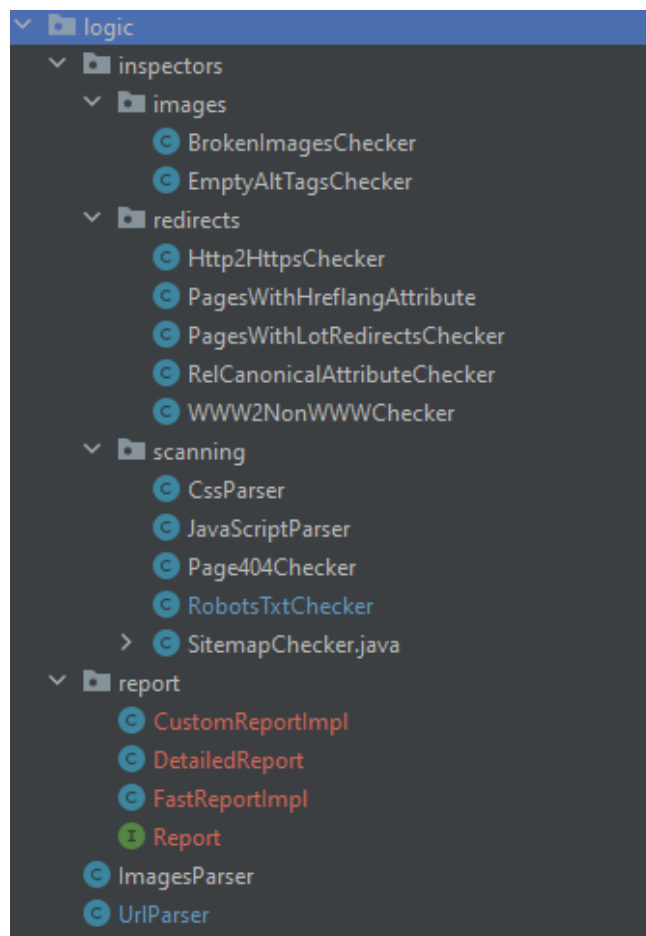 logic
inspectors
images
C BrokenImagesChecker
C EmptyAltTagsChecker
redirects
C Http2HttpsChecker
C PagesWithHreflangAttribute
C PagesWithLotRedirectsChecker
C RelCanonicalAttributeChecker
C WWW2NonWWWChecker
scanning
C CssParser
C JavaScriptParser
C Page404Checker
C RobotsTxtChecker
C SitemapChecker.java
report
C CustomReportImpl
C DetailedReport
C FastReportImpl
I Report
C ImagesParser
C UrlParser